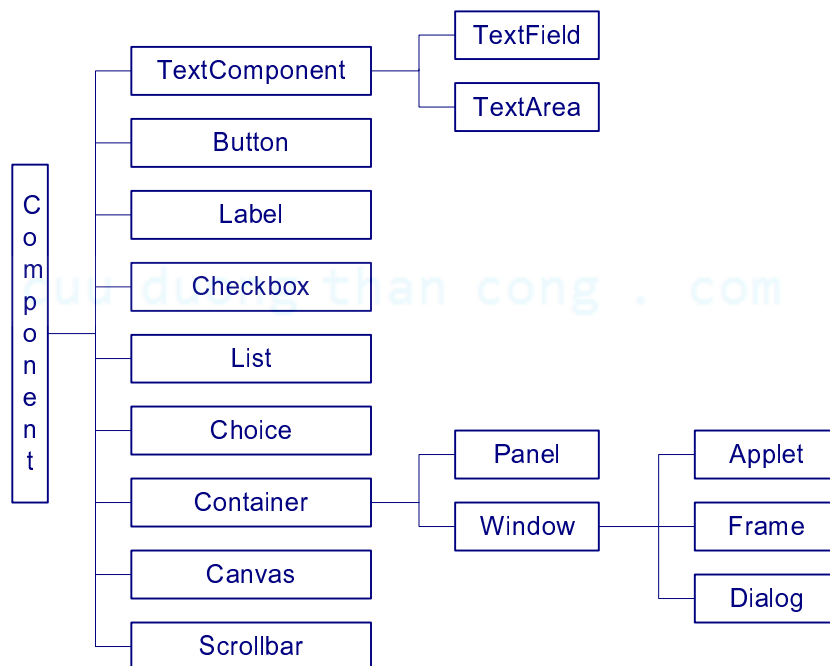 Component
TextComponent
TextField
TextArea
Button
Label
Checkbox
List
Choice
Container
Panel
Window
Applet
Frame
Dialog
Canvas
Scrollbar
cuu duong than cong . com